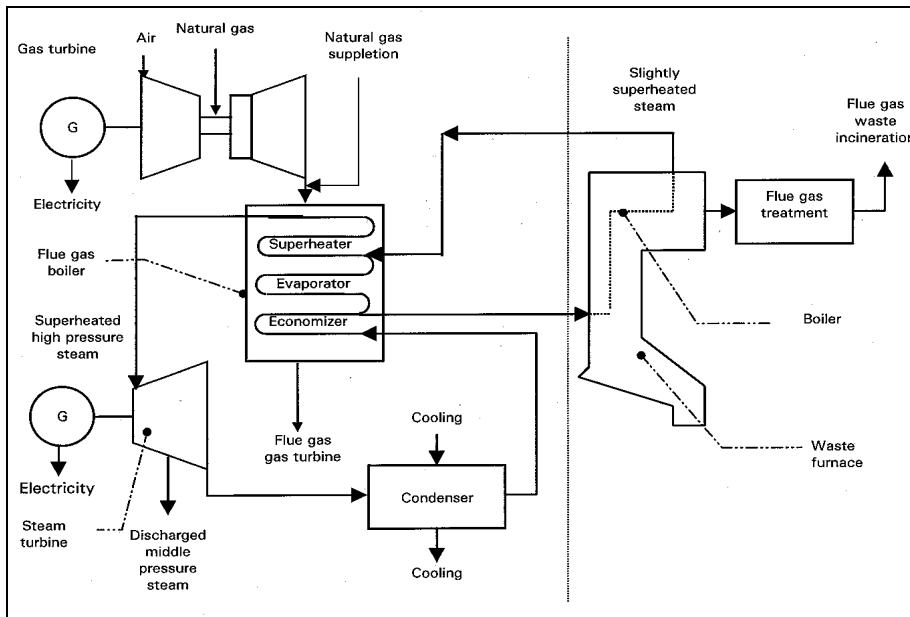 Gas turbine
Air
Natural gas
Natural gas
suppletion
G
Electricity
Slightly
superheated
steam
Flue gas
waste
incineration
Flue gas
treatment
Flue gas
boiler
Superheater
Evaporator
Economizer
Boiler
Superheated
high pressure
steam
G
Electricity
Steam
turbine
Discharged
middle
pressure
steam
Flue gas
gas turbine
Cooling
Condenser
Cooling
Waste
furnace